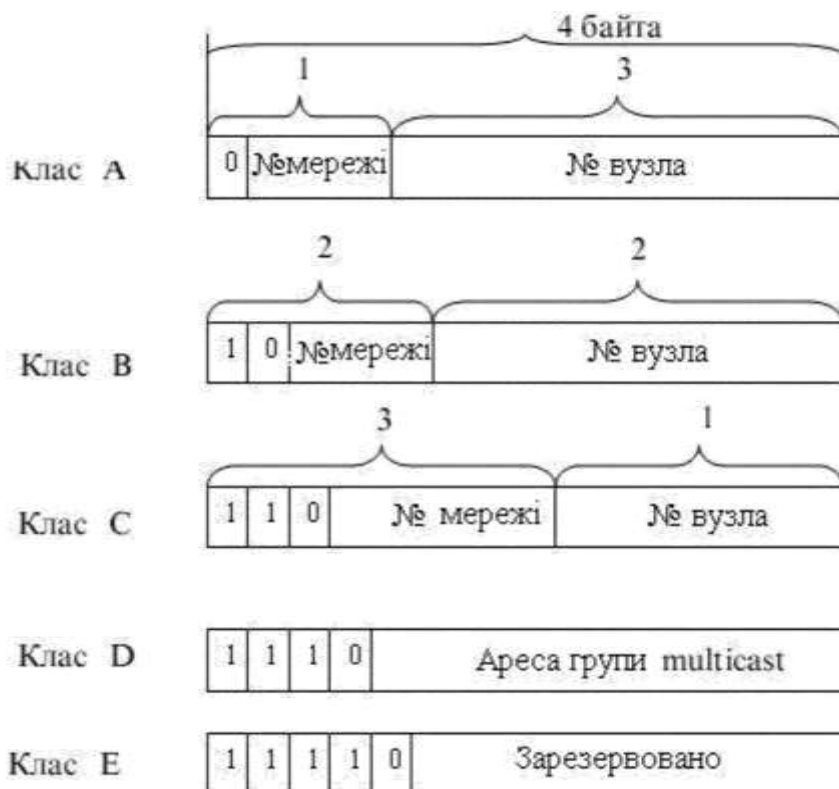 4 байта
1 3
Клас A 0 №мережі № вузла
2 2
Клас B 1 0 №мережі № вузла
3 1
Клас C 1 1 0 № мережі № вузла
Клас D 1 1 1 0 Ареса групи multicast
Клас E 1 1 1 1 0 Зарезервовано